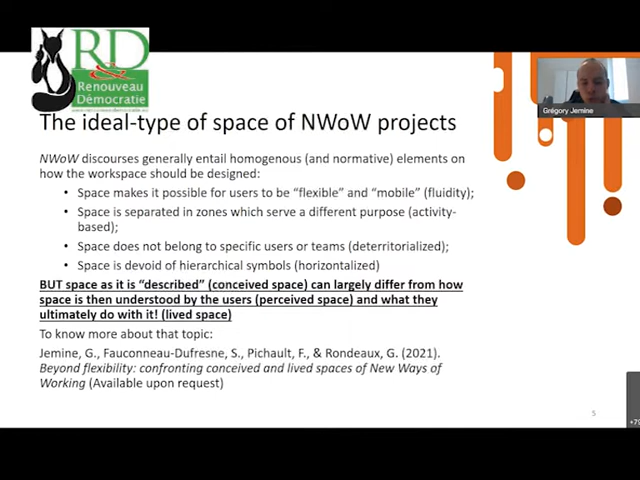 RD
&
Renouveau
Démocratie
Grégory Jemine
The ideal-type of space of NWoW projects
NWoW discourses generally entail homogenous (and normative) elements on
how the workspace should be designed:
• Space makes it possible for users to be “flexible” and “mobile” (fluidity);
• Space is separated in zones which serve a different purpose (activity-
based);
• Space does not belong to specific users or teams (deterritorialized);
• Space is devoid of hierarchical symbols (horizontalized)
BUT space as it is “described” (conceived space) can largely differ from how
space is then understood by the users (perceived space) and what they
ultimately do with it! (lived space)
To know more about that topic:
Jemine, G., Fauconneau-Dufresne, S., Pichault, F., & Rondeaux, G. (2021).
Beyond flexibility: confronting conceived and lived spaces of New Ways of
Working (Available upon request)
5